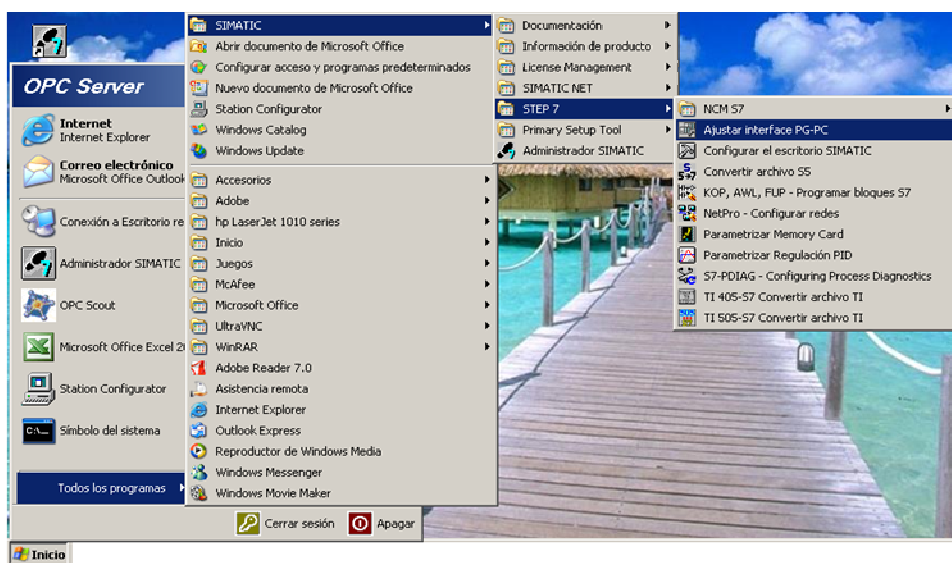 OPC Server
Internet
Internet Explorer
Correo electrónico
Microsoft Office Outlook
Conexión a Escritorio re
Administrador SIMATIC
OPC Scout
Microsoft Office Excel 2
Station Configurator
Símbolo del sistema
Todos los programas
Cerrar sesión
Apagar
Inicio
SIMATIC
Abrir documento de Microsoft Office
Configurar acceso y programas predeterminados
Nuevo documento de Microsoft Office
Station Configurator
Windows Catalog
Windows Update
Accesorios
Adobe
hp LaserJet 1010 series
Inicio
Juegos
McAfee
Microsoft Office
UltraVNC
WinRAR
Adobe Reader 7.0
Asistencia remota
Internet Explorer
Outlook Express
Reproductor de Windows Media
Windows Messenger
Windows Movie Maker
Documentación
Información de producto
License Management
SIMATIC NET
STEP 7
Primary Setup Tool
Administrador SIMATIC
NCM S7
Ajustar interface PG-PC
Configurar el escritorio SIMATIC
Convertir archivo S5
KOP, AWL, FUP - Programar bloques S7
NetPro - Configurar redes
Parametrizar Memory Card
Parametrizar Regulación PID
S7-PDIAG - Configuring Process Diagnostics
TI 405-S7 Convertir archivo TI
TI 505-S7 Convertir archivo TI